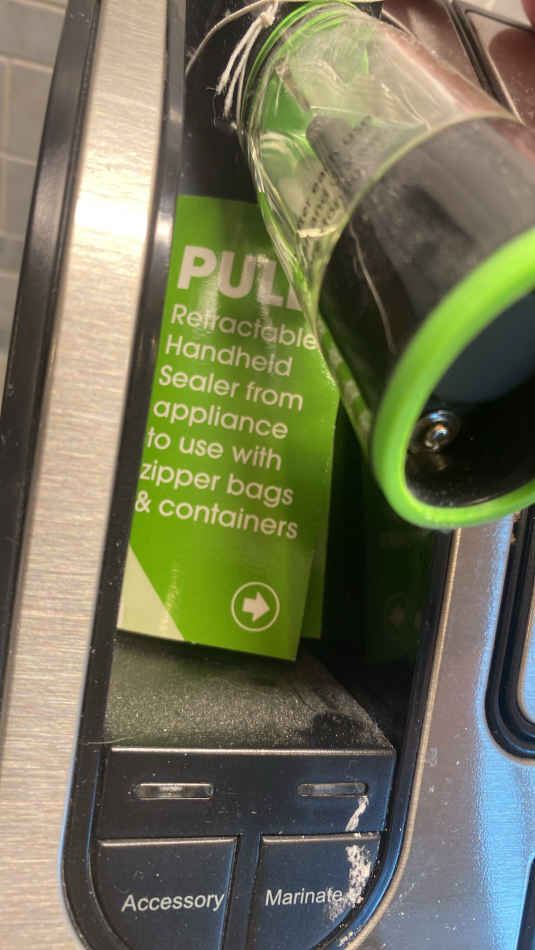 PULL
Retractable
Handheld
Sealer from
appliance
to use with
zipper bags
& containers
Accessory
Marinate